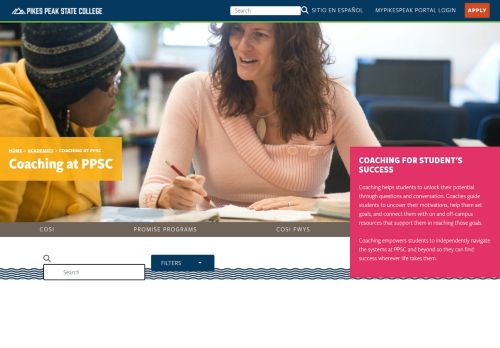 PIKES PEAK STATE COLLEGE
Search
SITIO EN ESPAÑOL
MYPIKESPEAK PORTAL LOGIN
APPLY
HOME > ACADEMICS > COACHING AT PPSC
Coaching at PPSC
COACHING FOR STUDENT'S
SUCCESS
Coaching helps students to unlock their potential
through questions and conversation. Coaches guide
students to uncover their motivations, help them set
goals, and connect them with on and off-campus
resources that support them in reaching those goals.
Coaching empowers students to independently navigate
the systems at PPSC and beyond so they can find
success wherever life takes them.
COSI
PROMISE PROGRAMS
COSI FWYS
Search
FILTERS